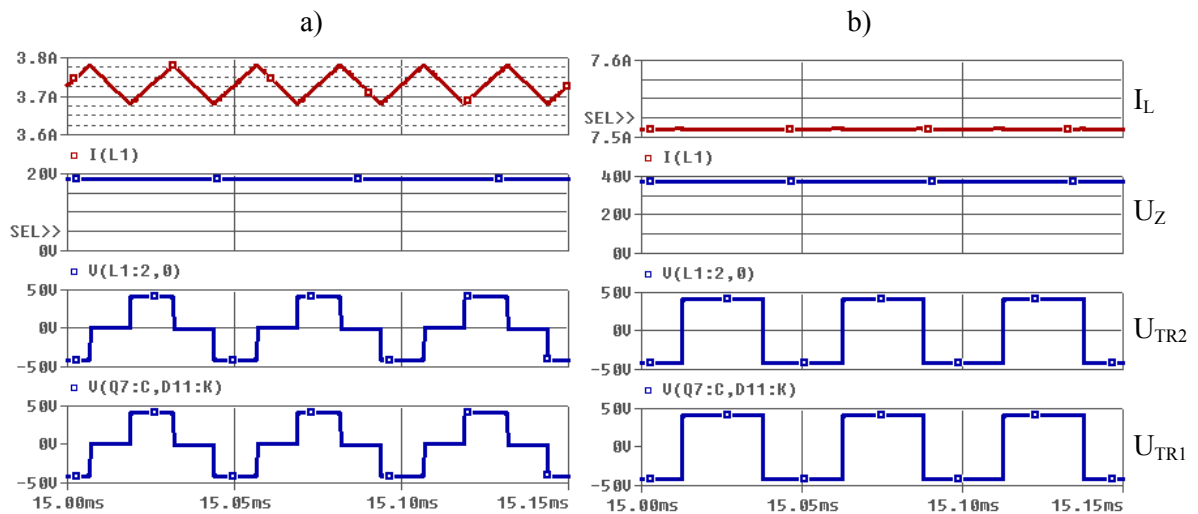 a)
3.8A
3.7A
3.6A
I(L1)
20V
SEL>>
0V
V(L1:2,0)
50V
0V
-50V
V(Q7:C,D11:K)
50V
0V
-50V
15.00ms 15.05ms 15.10ms 15.15ms
b)
7.6A
SEL>>
7.5A
I(L1)
40V
20V
0V
V(L1:2,0)
50V
0V
-50V
V(Q7:C,D11:K)
50V
0V
-50V
15.00ms 15.05ms 15.10ms 15.15ms
I_L
U_Z
U_TR2
U_TR1